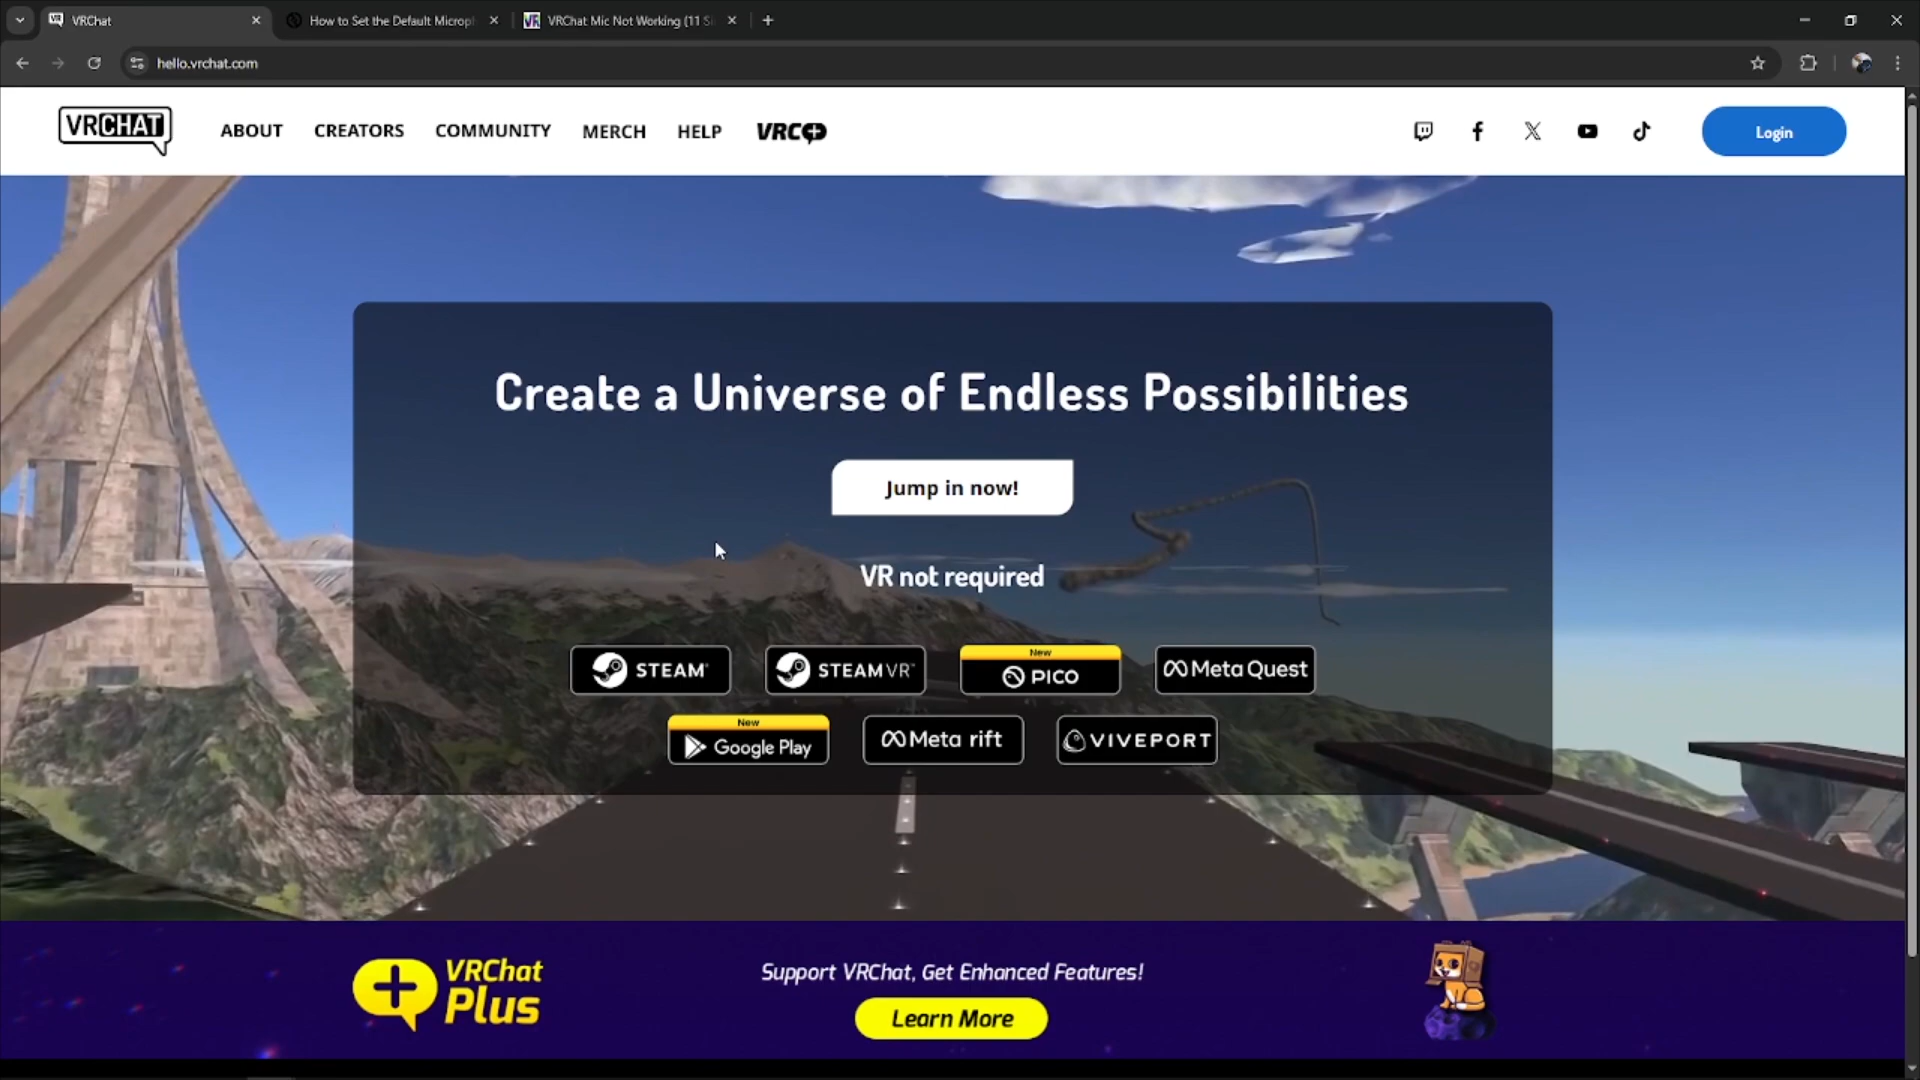 VRChat
How to Set the Default Microp
VRChat Mic Not Working (11 S
hello.vrchat.com
VRCHAT
ABOUT
CREATORS
COMMUNITY
MERCH
HELP
VRC+
Login
Create a Universe of Endless Possibilities
Jump in now!
VR not required
STEAM
STEAMVR
New
PICO
Meta Quest
New
Google Play
Meta rift
VIVEPORT
VRChat
Plus
Support VRChat, Get Enhanced Features!
Learn More